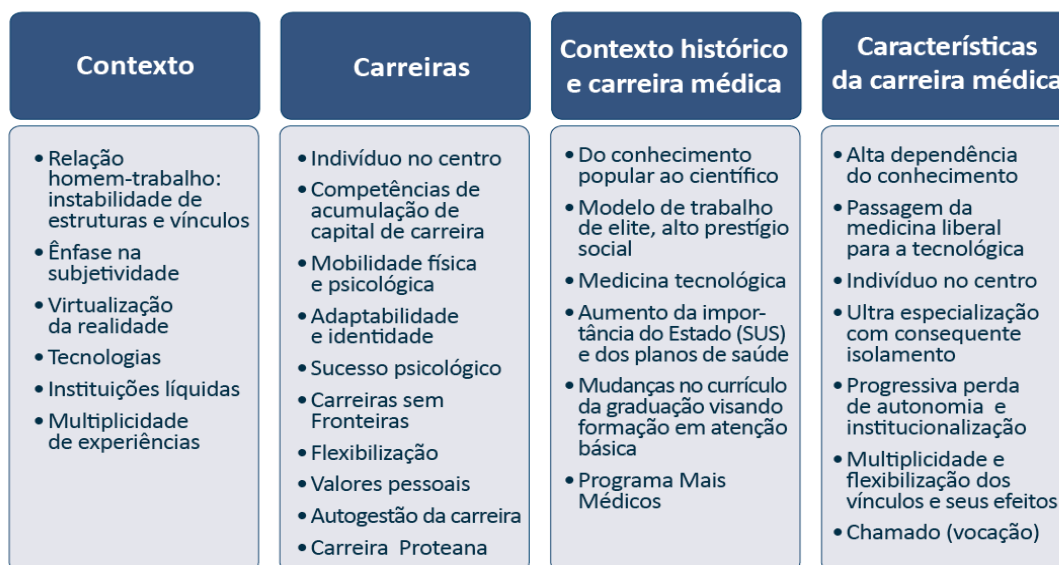 Contexto
• Relação
homem-trabalho:
instabilidade de
estruturas e vínculos
• Ênfase na
subjetividade
• Virtualização
da realidade
• Tecnologias
• Instituições líquidas
• Multiplicidade
de experiências
Carreiras
• Indivíduo no centro
• Competências de
acumulação de
capital de carreira
• Mobilidade física
e psicológica
• Adaptabilidade
e identidade
• Sucesso psicológico
• Carreiras sem
Fronteiras
• Flexibilização
• Valores pessoais
• Autogestão da carreira
• Carreira Proteana
Contexto histórico
e carreira médica
• Do conhecimento
popular ao científico
• Modelo de trabalho
de elite, alto prestígio
social
• Medicina tecnológica
• Aumento da impor-
tância do Estado (SUS)
e dos planos de saúde
• Mudanças no currículo
da graduação visando
formação em atenção
básica
• Programa Mais
Médicos
Características
da carreira médica
• Alta dependência
do conhecimento
• Passagem da
medicina liberal
para a tecnológica
• Indivíduo no centro
• Ultra especialização
com consequente
isolamento
• Progressiva perda
de autonomia e
institucionalização
• Multiplicidade e
flexibilização dos
vínculos e seus efeitos
• Chamado (vocação)